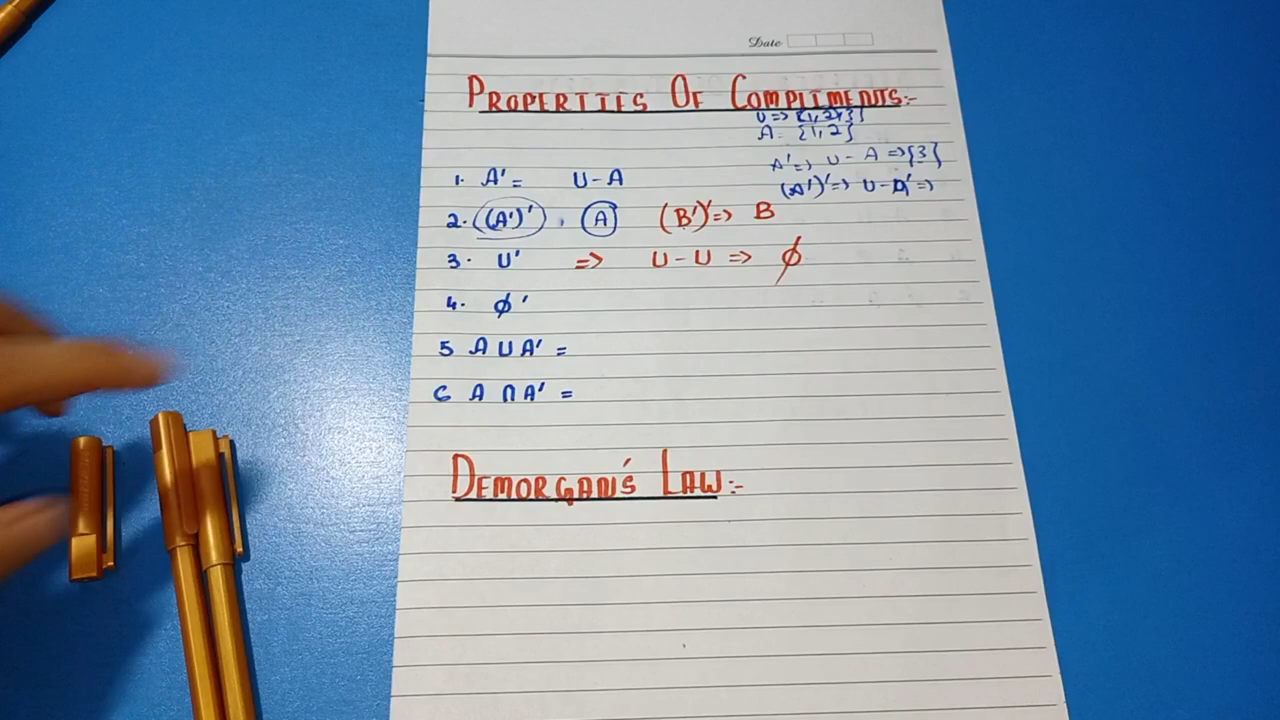 Date
PROPERTIES OF COMPLIMENTS:-
U => {1,2,3}
A = {1,2}
A' => U - A => {3}
(A')' => U - A' =>
1. A' = U - A
2. (A')' = A (B')' => B
3. U' => U - U => ϕ
4. ϕ'
5 A U A' =
6 A ∩ A' =
DEMORGAN'S LAW:-